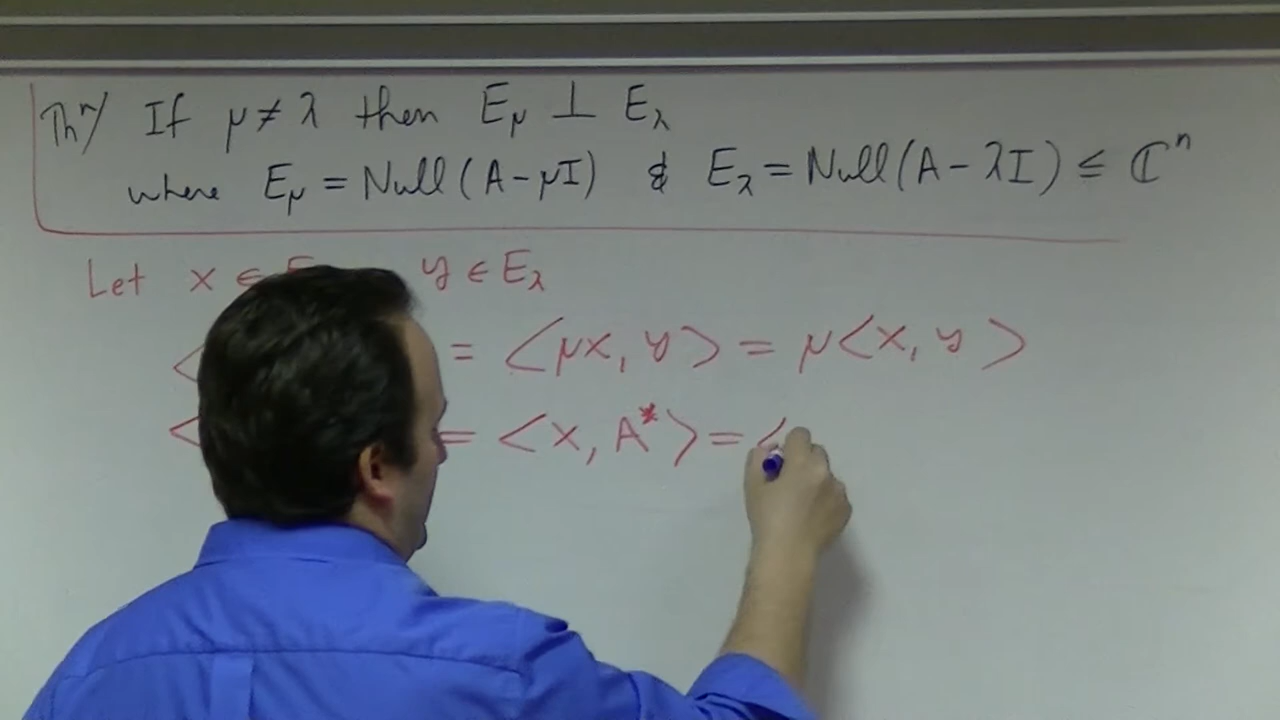 Thm/ If μ ≠ λ then E_μ ⊥ E_λ
where E_μ = Null(A-μI) & E_λ = Null(A-λI) ≤ ℂⁿ
Let x ∈ E y ∈ E_λ
< = <μx, y> = μ<x, y>
< = <x, A*> = <